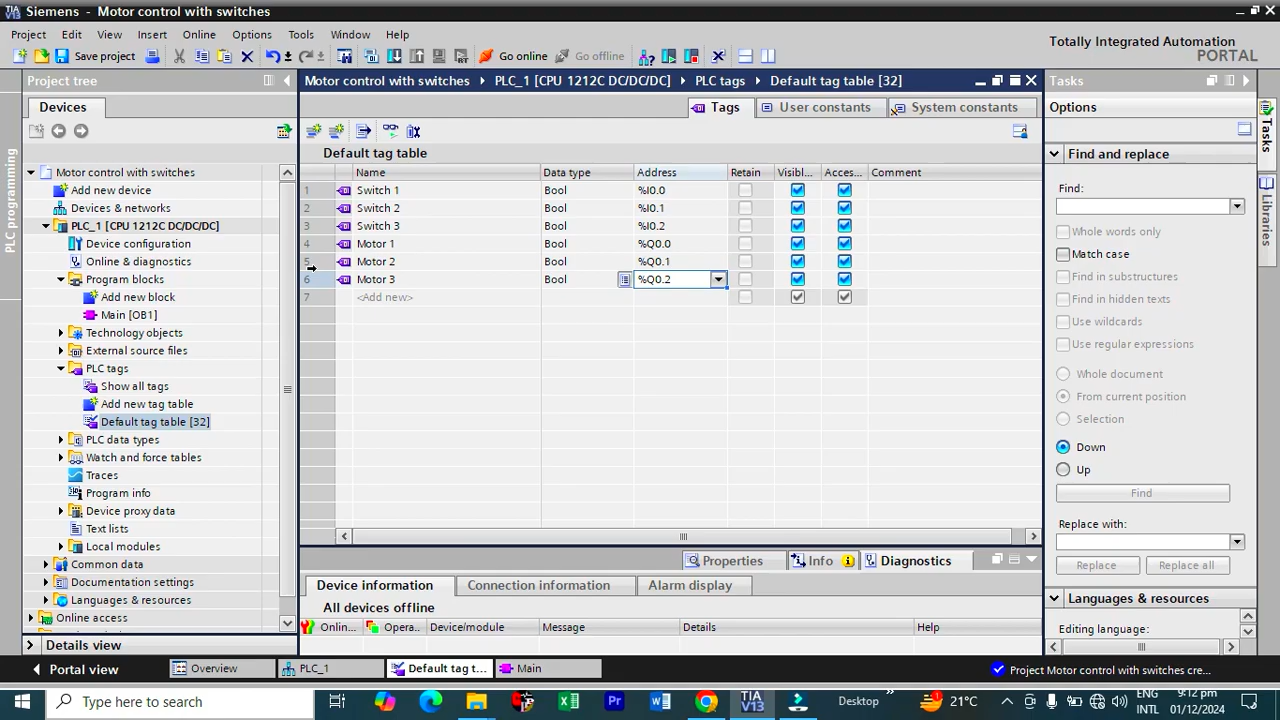 Siemens - Motor control with switches
TIA V13
Project Edit View Insert Online Options Tools Window Help
Save project
Go online
Go offline
Totally Integrated Automation
PORTAL
Project tree
Motor control with switches
PLC_1 [CPU 1212C DC/DC/DC]
PLC tags
Default tag table [32]
Tasks
Devices
Tags
User constants
System constants
Options
PLC programming
Default tag table
Name Data type Address Retain Visibl... Acces... Comment
1 Switch 1 Bool %I0.0
2 Switch 2 Bool %I0.1
3 Switch 3 Bool %I0.2
4 Motor 1 Bool %Q0.0
5 Motor 2 Bool %Q0.1
6 Motor 3 Bool %Q0.2
7 <Add new>
Motor control with switches
Add new device
Devices & networks
PLC_1 [CPU 1212C DC/DC/DC]
Device configuration
Online & diagnostics
Program blocks
Add new block
Main [OB1]
Technology objects
External source files
PLC tags
Show all tags
Add new tag table
Default tag table [32]
PLC data types
Watch and force tables
Traces
Program info
Device proxy data
Text lists
Local modules
Common data
Documentation settings
Languages & resources
Online access
Details view
Find and replace
Find:
Whole words only
Match case
Find in substructures
Find in hidden texts
Use wildcards
Use regular expressions
Whole document
From current position
Selection
Down
Up
Find
Replace with:
Replace
Replace all
Languages & resources
Editing language:
Tasks
Libraries
Properties
Info
Diagnostics
Device information
Connection information
Alarm display
All devices offline
Onlin... Opera... Device/module Message Details Help
Portal view
Overview
PLC_1
Default tag t...
Main
Project Motor control with switches cre...
Type here to search
TIA V13
Desktop
21°C
ENG
INTL
9:12 pm
01/12/2024